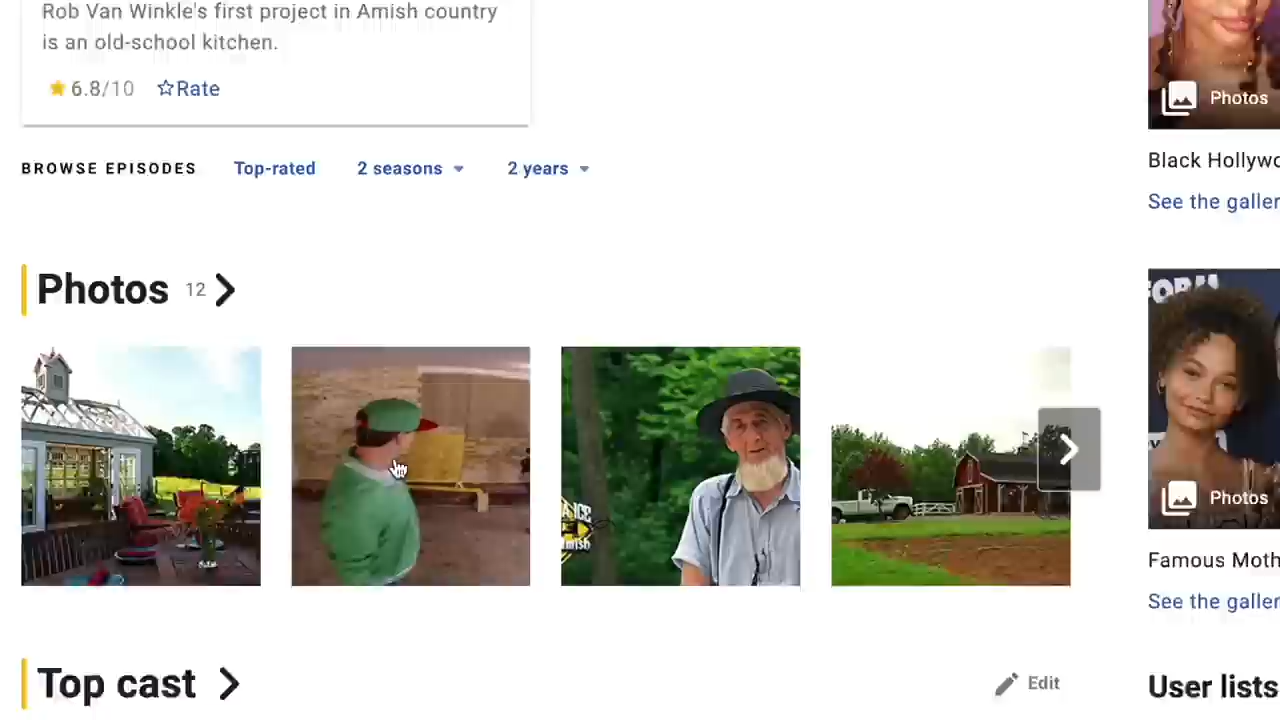 Rob Van Winkle's first project in Amish country
is an old-school kitchen.
6.8/10 Rate
BROWSE EPISODES Top-rated 2 seasons 2 years
Photos 12
Top cast
Edit
Photos
Black Hollywo
See the galler
Photos
Famous Moth
See the galler
User lists